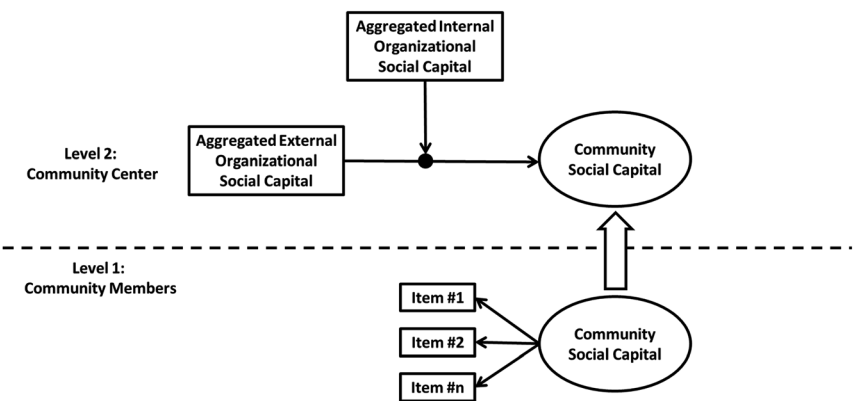 Aggregated Internal
Organizational
Social Capital
Level 2:
Community Center
Aggregated External
Organizational
Social Capital
Community
Social Capital
Level 1:
Community Members
Item #1
Item #2
Item #n
Community
Social Capital